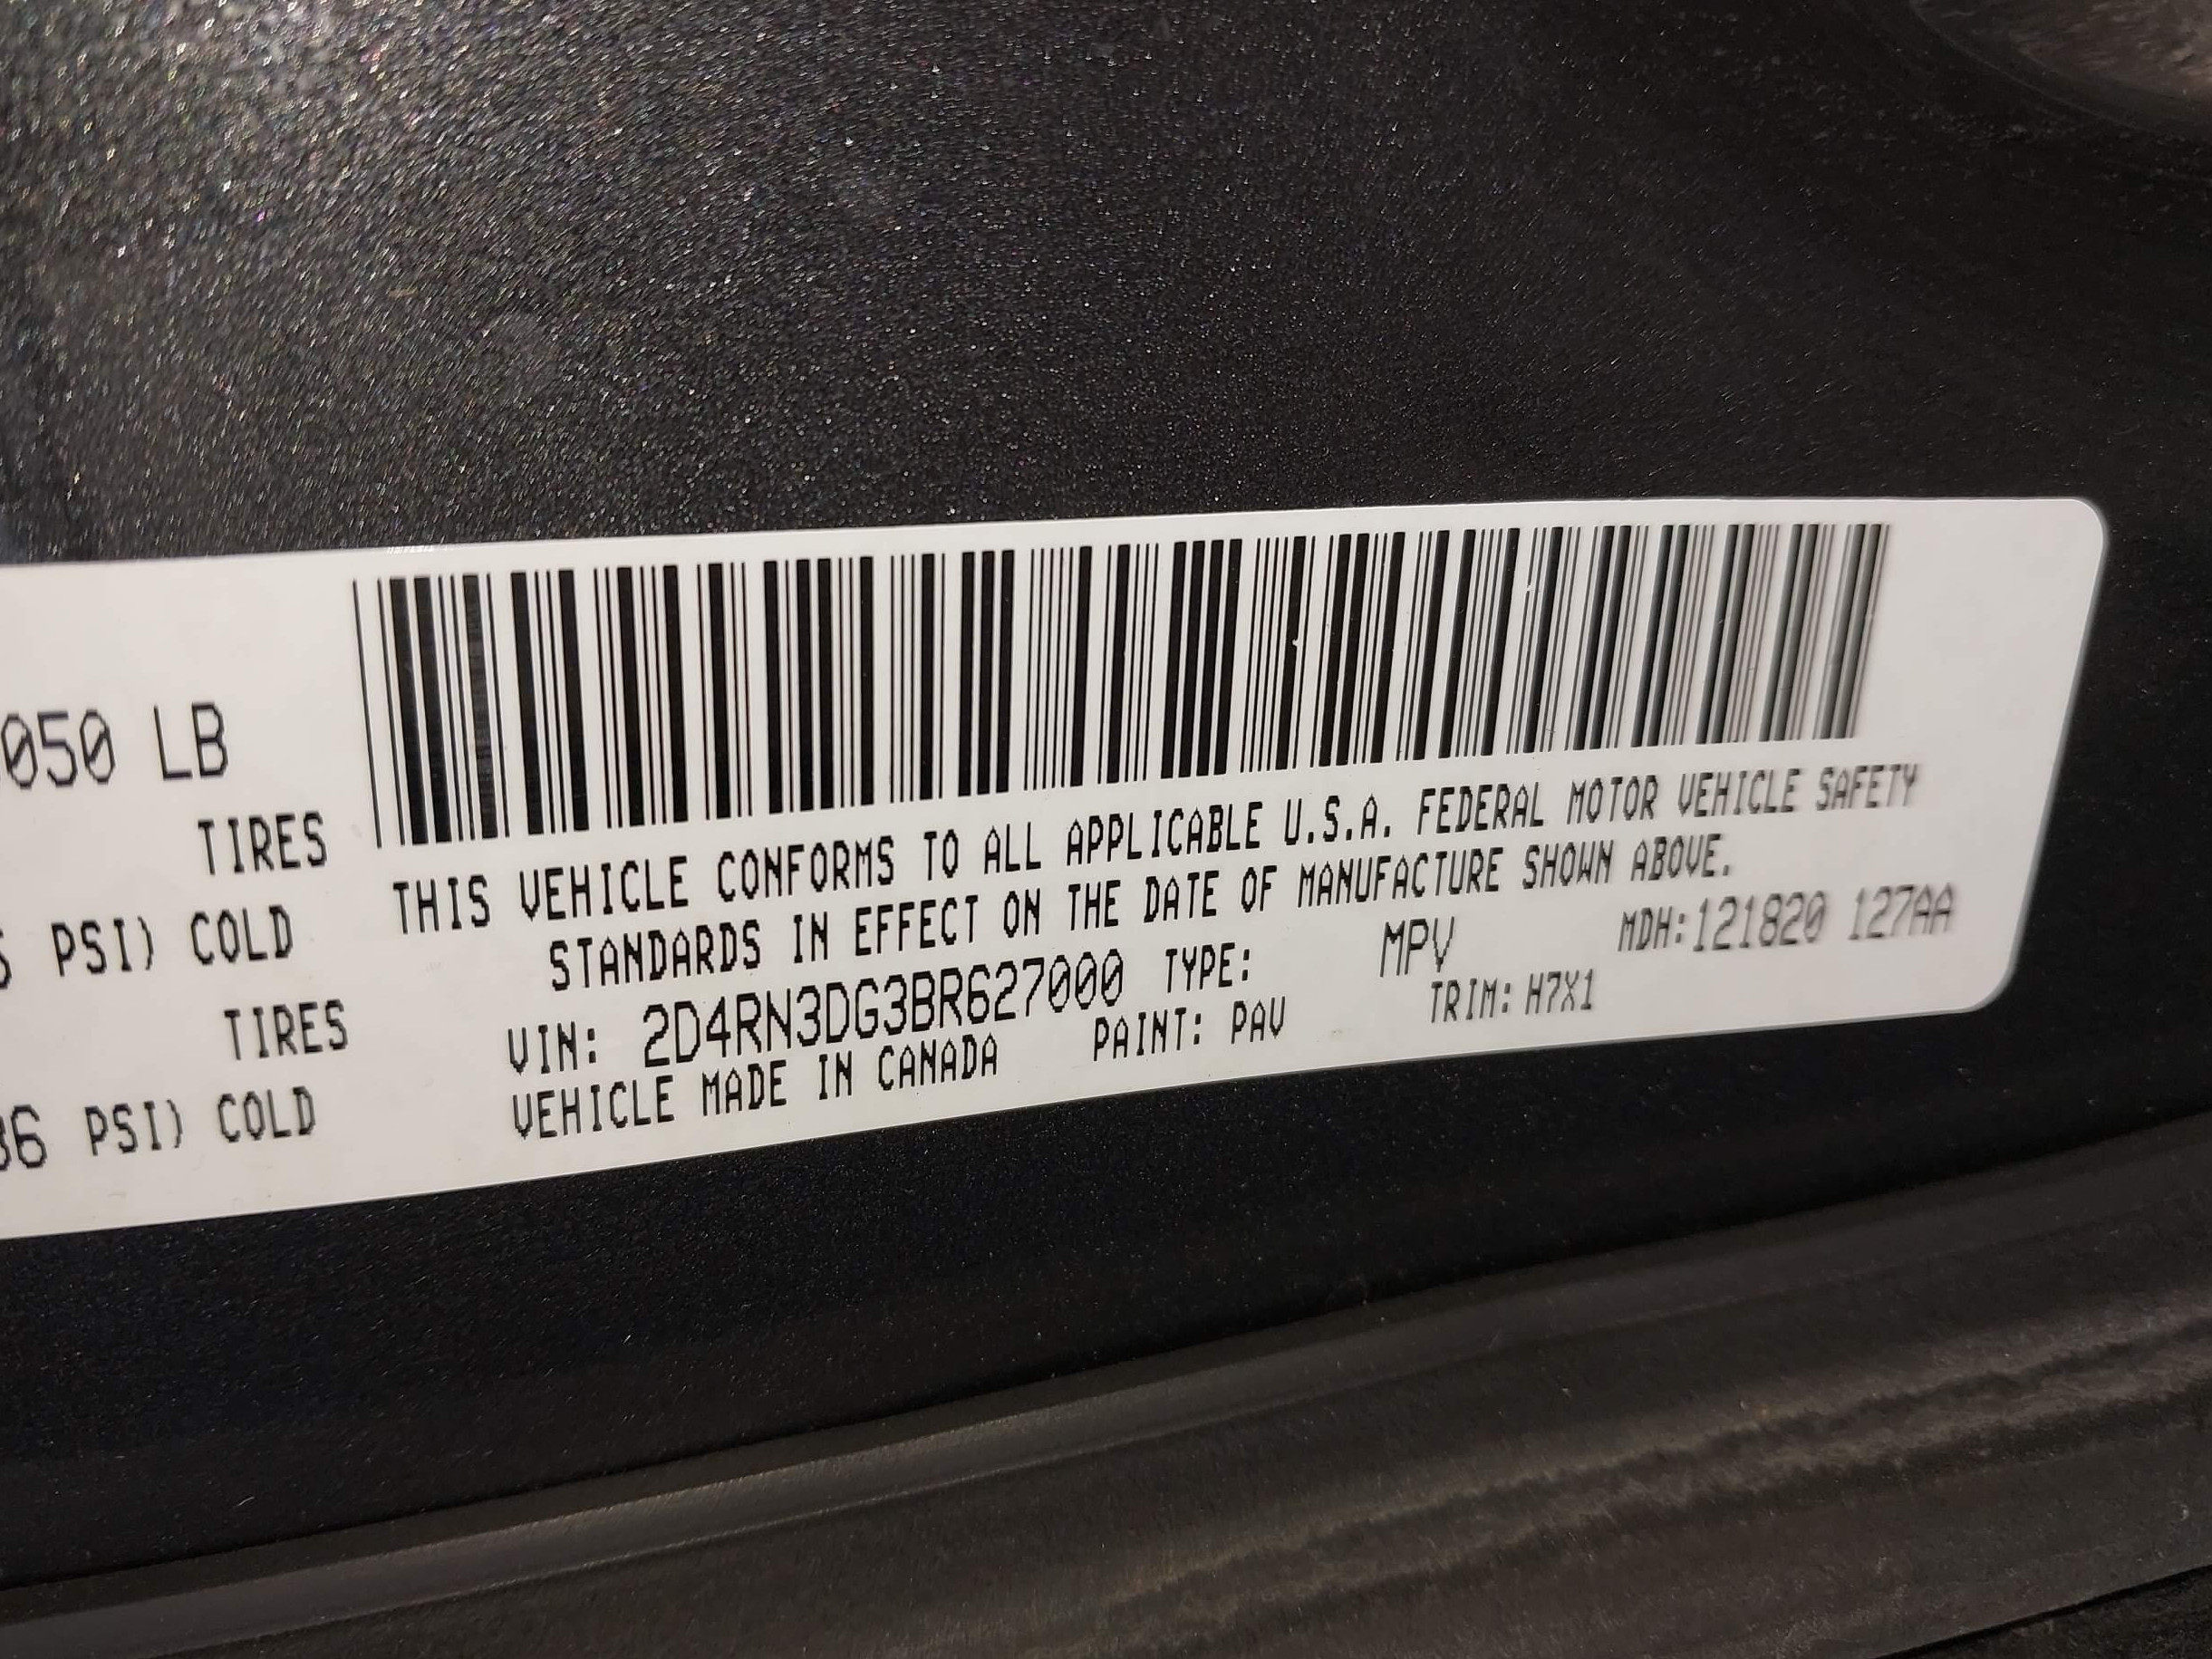 050 LB
TIRES
PSI) COLD
TIRES
36 PSI) COLD
THIS VEHICLE CONFORMS TO ALL APPLICABLE U.S.A. FEDERAL MOTOR VEHICLE SAFETY
STANDARDS IN EFFECT ON THE DATE OF MANUFACTURE SHOWN ABOVE.
VIN: 2D4RN3DG3BR627000 TYPE: MPV MDH:121820 127AA
VEHICLE MADE IN CANADA PAINT: PAV TRIM: H7X1